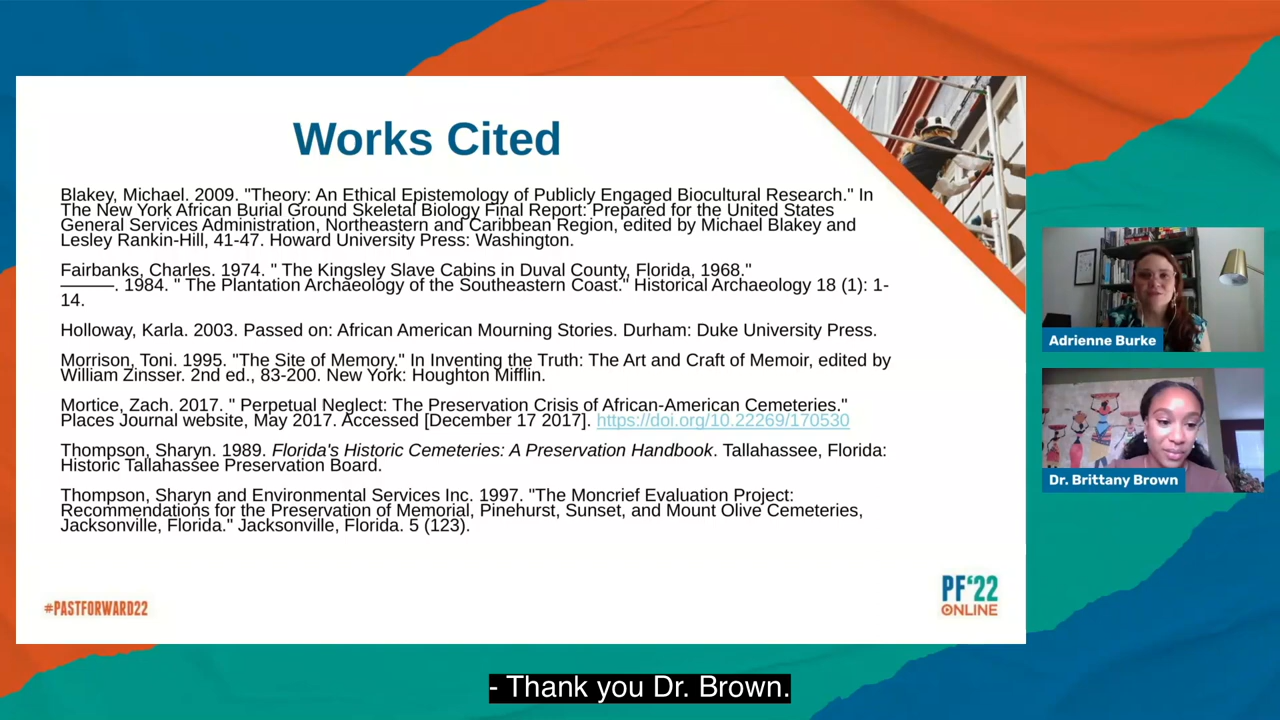 Works Cited
Blakey, Michael. 2009. "Theory: An Ethical Epistemology of Publicly Engaged Biocultural Research." In
The New York African Burial Ground Skeletal Biology Final Report: Prepared for the United States
General Services Administration, Northeastern and Caribbean Region, edited by Michael Blakey and
Lesley Rankin-Hill, 41-47. Howard University Press: Washington.
Fairbanks, Charles. 1974. " The Kingsley Slave Cabins in Duval County, Florida, 1968."
———. 1984. " The Plantation Archaeology of the Southeastern Coast." Historical Archaeology 18 (1): 1-
14.
Holloway, Karla. 2003. Passed on: African American Mourning Stories. Durham: Duke University Press.
Morrison, Toni. 1995. "The Site of Memory." In Inventing the Truth: The Art and Craft of Memoir, edited by
William Zinsser. 2nd ed., 83-200. New York: Houghton Mifflin.
Mortice, Zach. 2017. " Perpetual Neglect: The Preservation Crisis of African-American Cemeteries."
Places Journal website, May 2017. Accessed [December 17 2017]. https://doi.org/10.22269/170530
Thompson, Sharyn. 1989. Florida's Historic Cemeteries: A Preservation Handbook. Tallahassee, Florida:
Historic Tallahassee Preservation Board.
Thompson, Sharyn and Environmental Services Inc. 1997. "The Moncrief Evaluation Project:
Recommendations for the Preservation of Memorial, Pinehurst, Sunset, and Mount Olive Cemeteries,
Jacksonville, Florida." Jacksonville, Florida. 5 (123).
#PASTFORWARD22
PF'22
ONLINE
Adrienne Burke
Dr. Brittany Brown
- Thank you Dr. Brown.